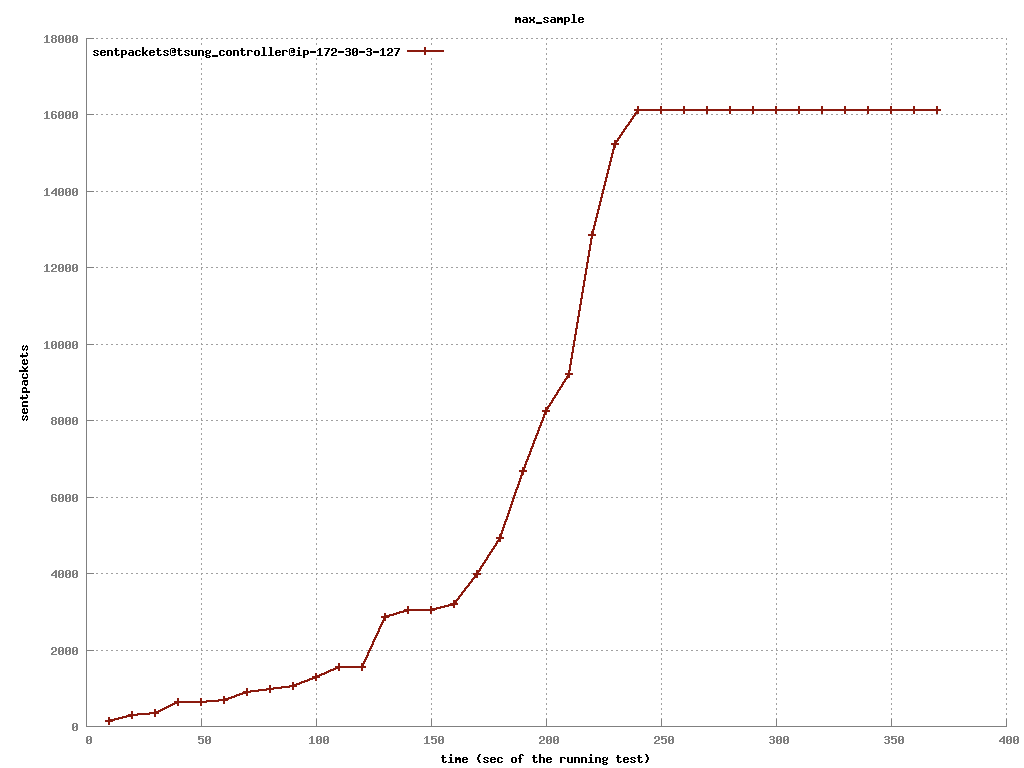 max_sample
18000
sentpackets@tsung_controller@ip-172-30-3-127
16000
14000
12000
10000
8000
6000
4000
2000
0
sentpackets
0 50 100 150 200 250 300 350 400
time (sec of the running test)